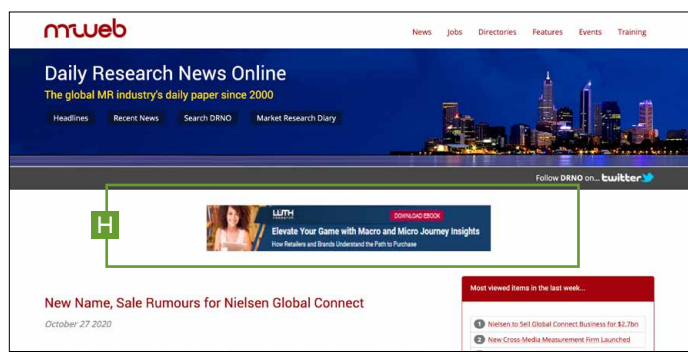 mrweb
News Jobs Directories Features Events Training
Daily Research News Online
The global MR industry's daily paper since 2000
Headlines Recent News Search DRNO Market Research Diary
Follow DRNO on... twitter
H
LUTH
DOWNLOAD EBOOK
Elevate Your Game with Macro and Micro Journey Insights
How Retailers and Brands Understand the Path to Purchase
Most viewed items in the last week...
New Name, Sale Rumours for Nielsen Global Connect
October 27 2020
1 Nielsen to Sell Global Connect Business for $2.7bn
2 New Cross-Media Measurement Firm Launched